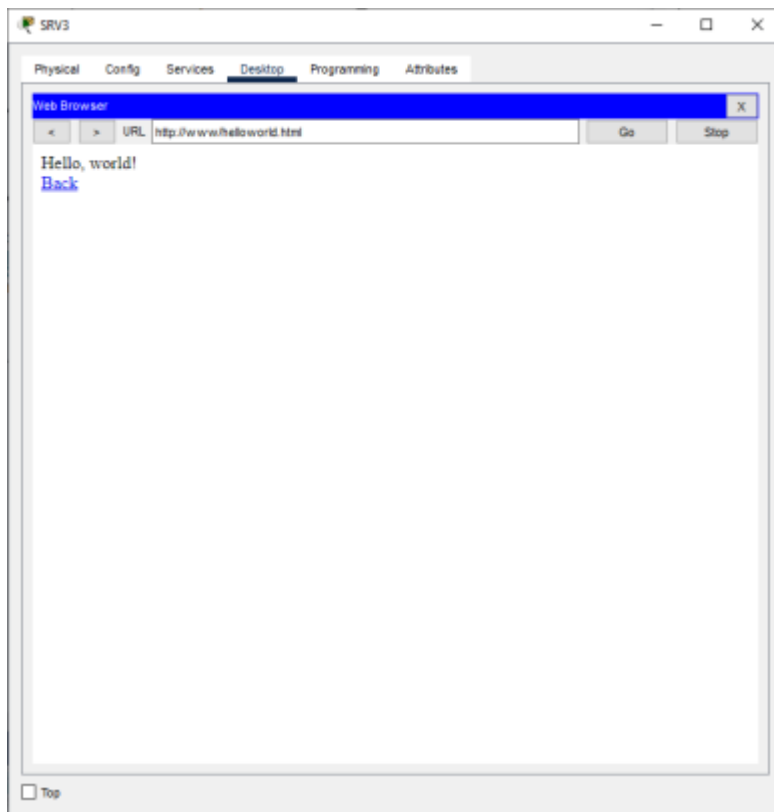 SRV3
Physical Config Services Desktop Programming Attributes
Web Browser X
< > URL http://www/helloworld.html Go Stop
Hello, world!
Back
Top